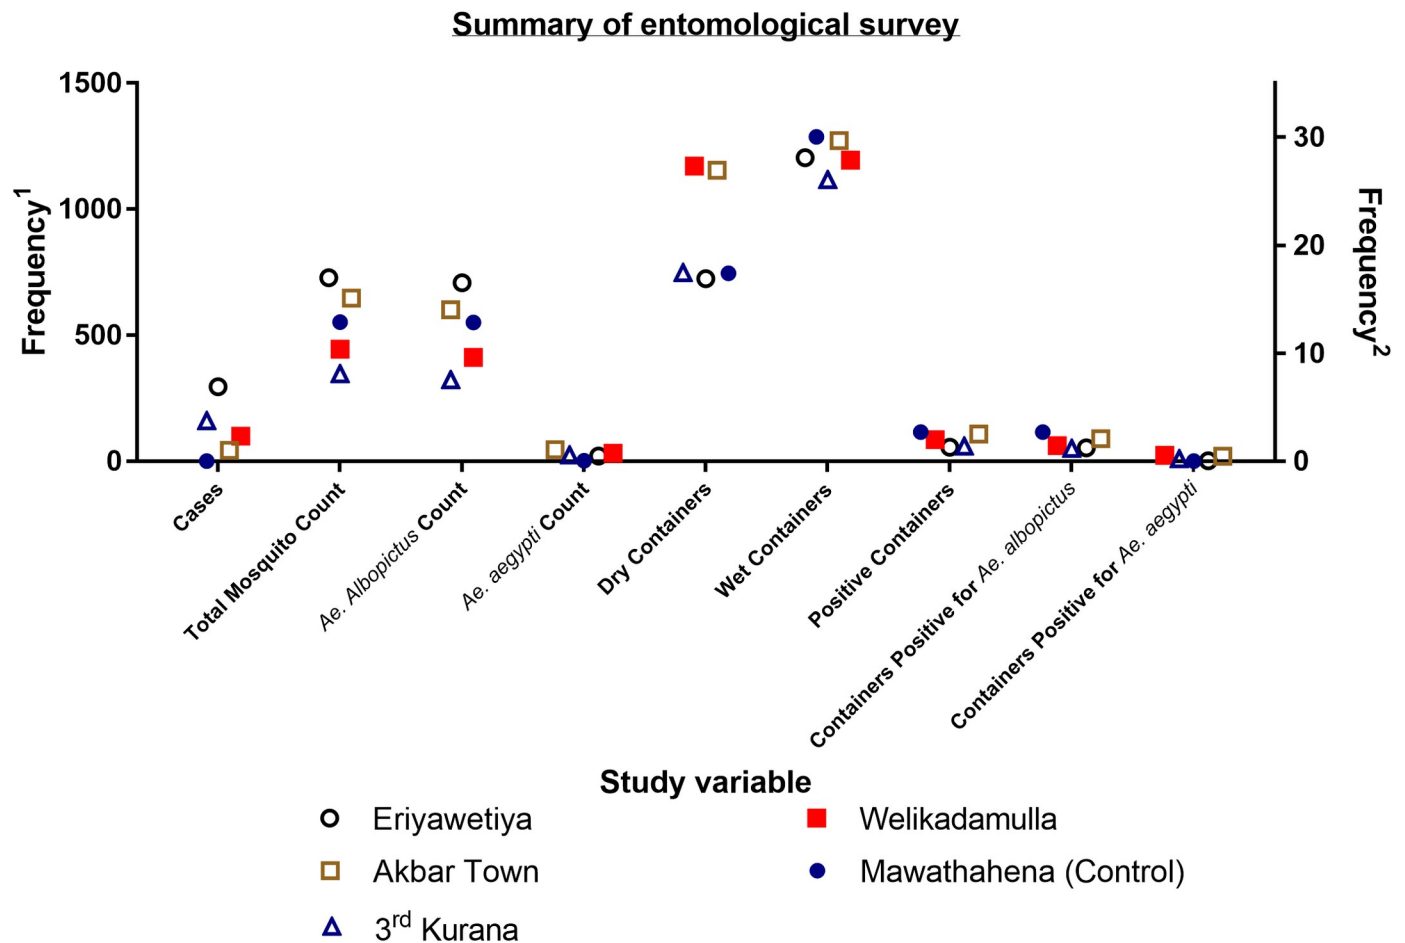 Summary of entomological survey
1500
1000
500
0
Frequency1
30
20
10
0
Frequency2
Cases
Total Mosquito Count
Ae. Albopictus Count
Ae. aegypti Count
Dry Containers
Wet Containers
Positive Containers
Containers Positive for Ae. albopictus
Containers Positive for Ae. aegypti
Study variable
Eriyawetiya
Welikadamulla
Akbar Town
Mawathahena (Control)
3rd Kurana